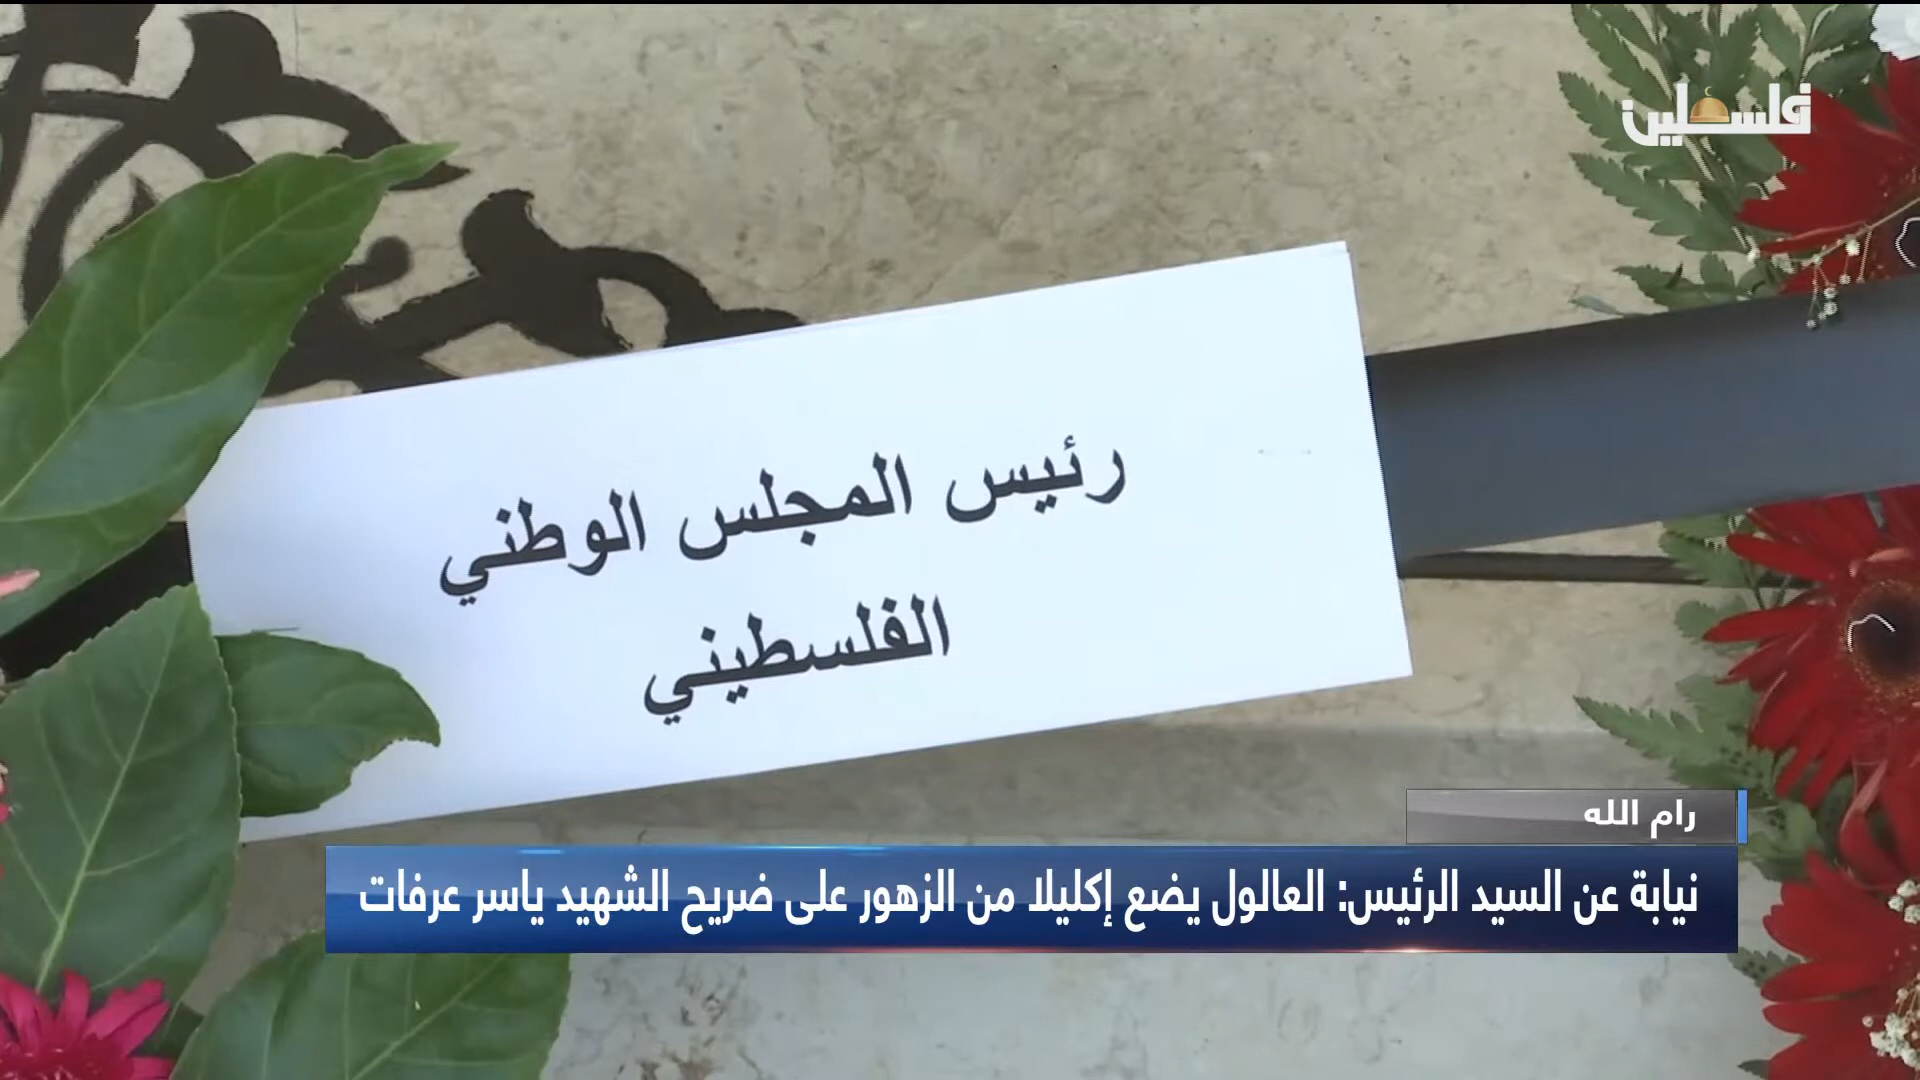 فلسطين
رئيس المجلس الوطني
الفلسطيني
رام الله
نيابة عن السيد الرئيس: العالول يضع إكليلا من الزهور على ضريح الشهيد ياسر عرفات